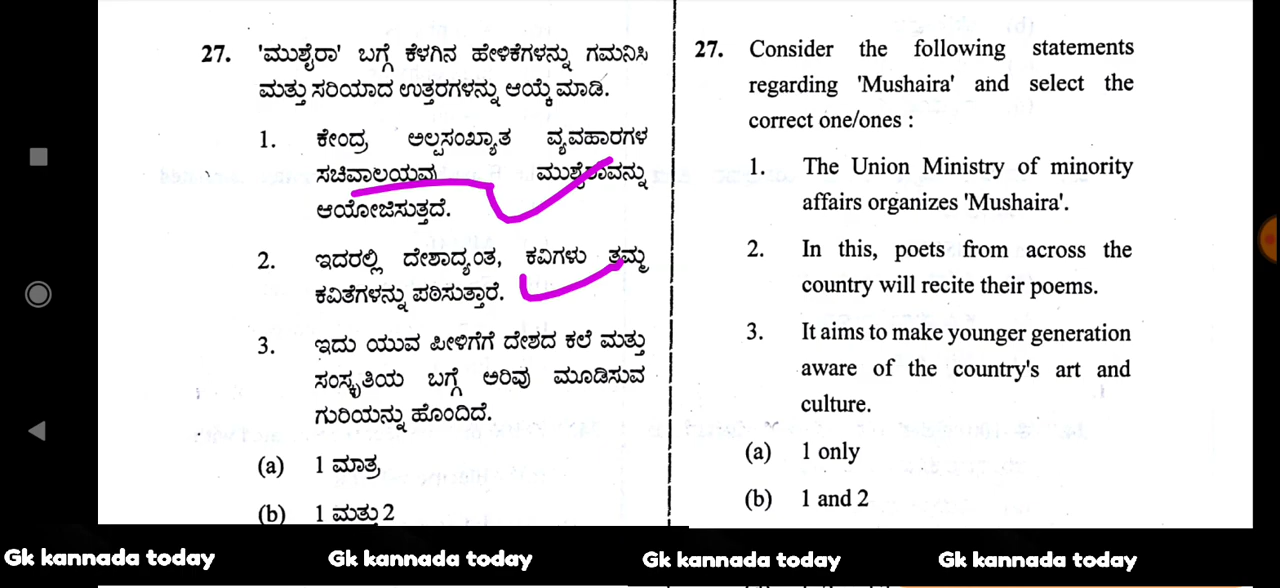 27. 'ಮುಶೈರಾ' ಬಗ್ಗೆ ಕೆಳಗಿನ ಹೇಳಿಕೆಗಳನ್ನು ಗಮನಿಸಿ
ಮತ್ತು ಸರಿಯಾದ ಉತ್ತರಗಳನ್ನು ಆಯ್ಕೆ ಮಾಡಿ.
1. ಕೇಂದ್ರ ಅಲ್ಪಸಂಖ್ಯಾತ ವ್ಯವಹಾರಗಳ
ಸಚಿವಾಲಯವು ಮುಶೈರಾವನ್ನು
ಆಯೋಜಿಸುತ್ತದೆ.
2. ಇದರಲ್ಲಿ ದೇಶಾದ್ಯಂತ, ಕವಿಗಳು ತಮ್ಮ
ಕವಿತೆಗಳನ್ನು ಪಠಿಸುತ್ತಾರೆ.
3. ಇದು ಯುವ ಪೀಳಿಗೆಗೆ ದೇಶದ ಕಲೆ ಮತ್ತು
ಸಂಸ್ಕೃತಿಯ ಬಗ್ಗೆ ಅರಿವು ಮೂಡಿಸುವ
ಗುರಿಯನ್ನು ಹೊಂದಿದೆ.
(a) 1 ಮಾತ್ರ
(b) 1 ಮತ್ತು 2
27. Consider the following statements
regarding 'Mushaira' and select the
correct one/ones :
1. The Union Ministry of minority
affairs organizes 'Mushaira'.
2. In this, poets from across the
country will recite their poems.
3. It aims to make younger generation
aware of the country's art and
culture.
(a) 1 only
(b) 1 and 2
Gk kannada today Gk kannada today Gk kannada today Gk kannada today